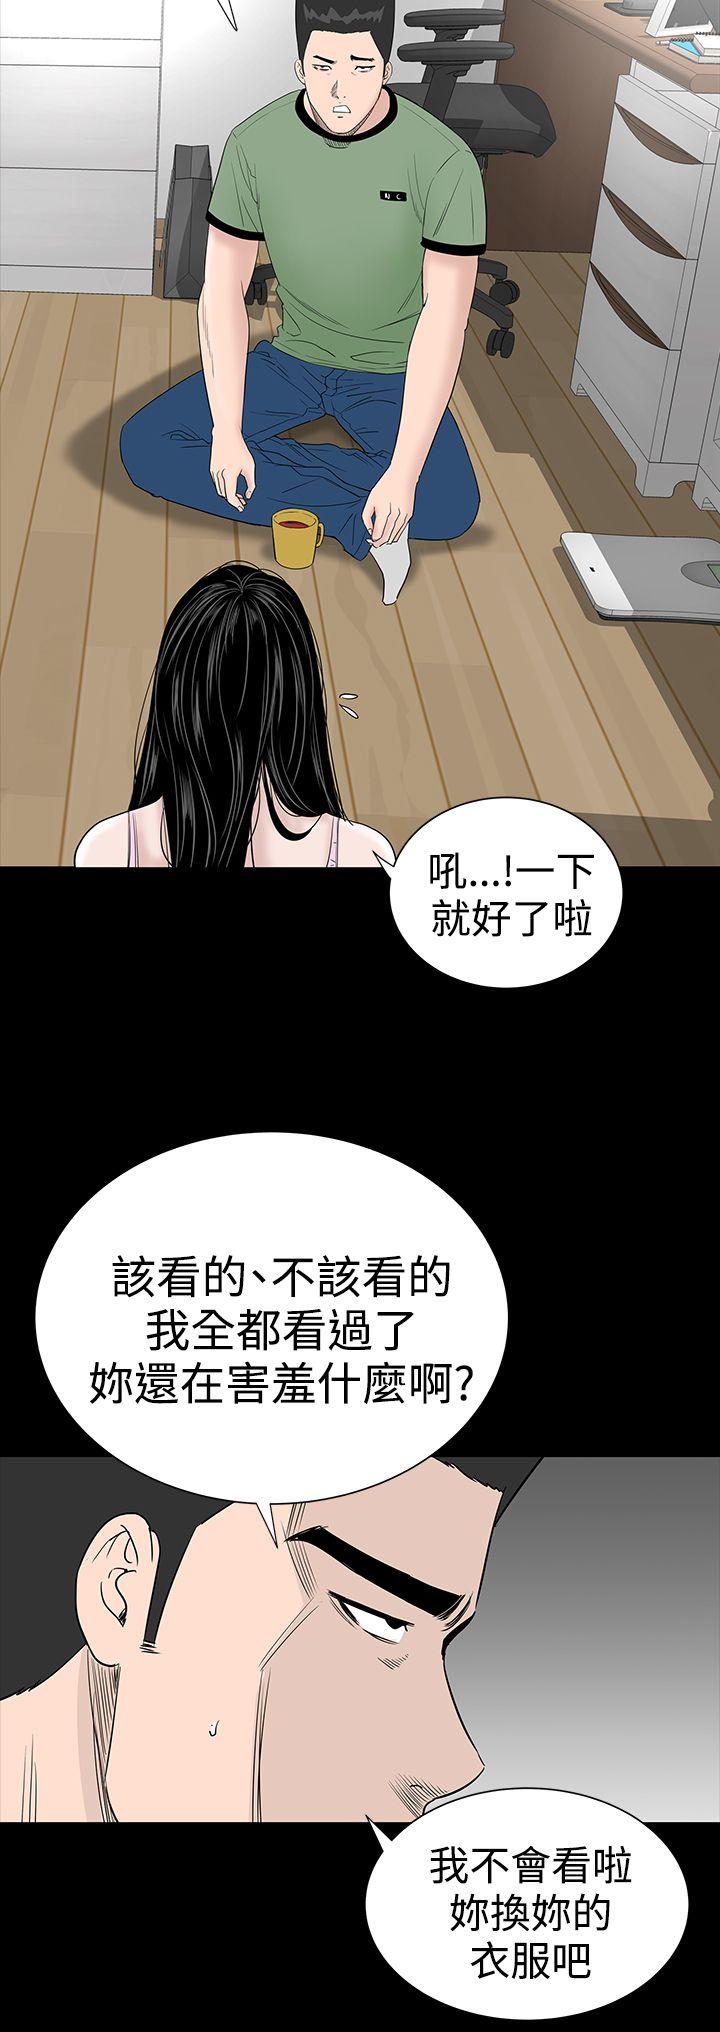 N C
吼...!一下
就好了啦
該看的、不該看的
我全都看過了
妳還在害羞什麼啊?
我不會看啦
妳換妳的
衣服吧